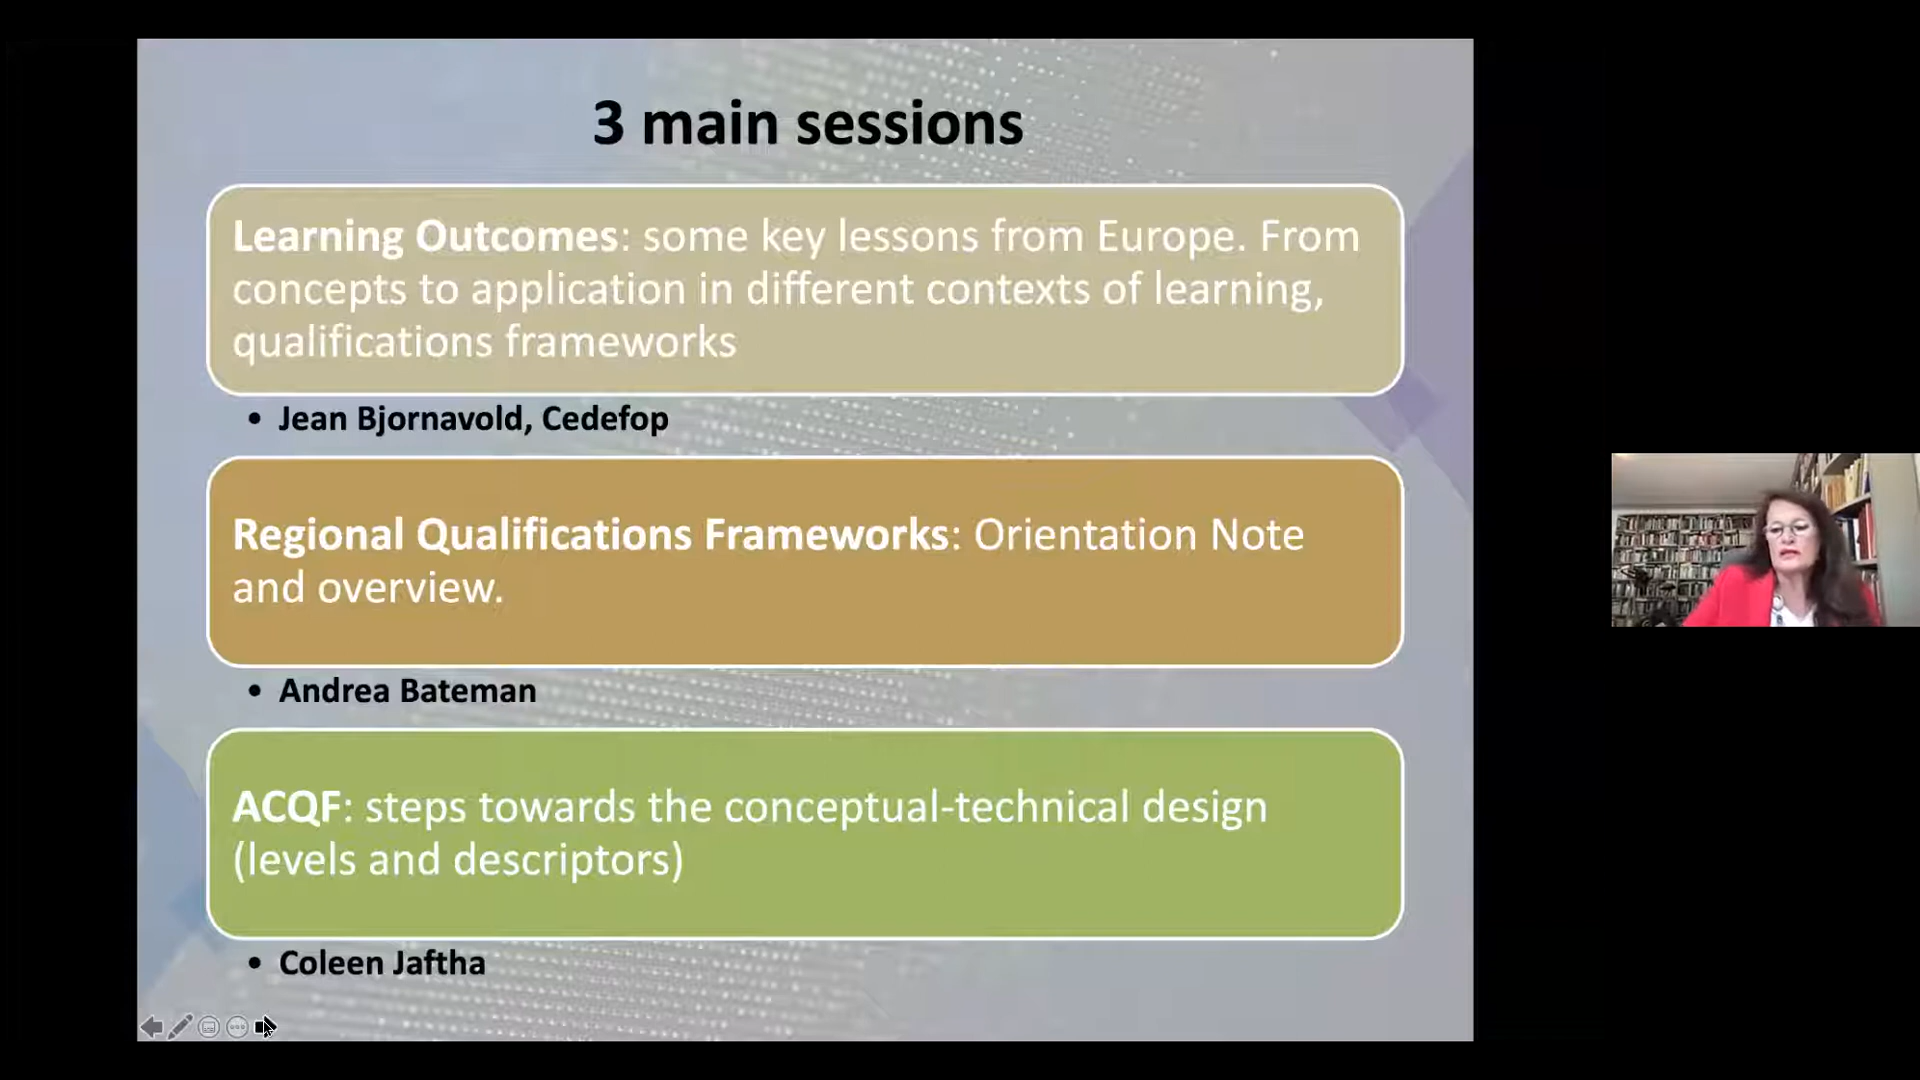 3 main sessions
Learning Outcomes: some key lessons from Europe. From
concepts to application in different contexts of learning,
qualifications frameworks
• Jean Bjornavold, Cedefop
Regional Qualifications Frameworks: Orientation Note
and overview.
• Andrea Bateman
ACQF: steps towards the conceptual-technical design
(levels and descriptors)
• Coleen Jaftha